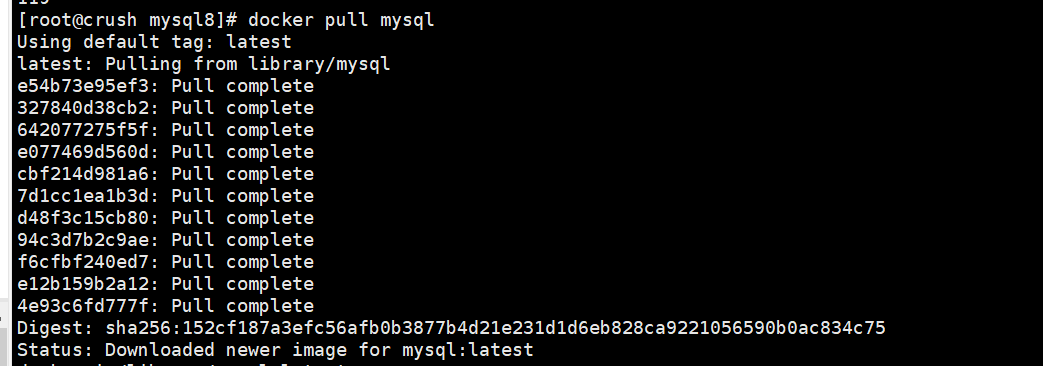 [root@crush mysql8]# docker pull mysql
Using default tag: latest
latest: Pulling from library/mysql
e54b73e95ef3: Pull complete
327840d38cb2: Pull complete
642077275f5f: Pull complete
e077469d560d: Pull complete
cbf214d981a6: Pull complete
7d1cc1ea1b3d: Pull complete
d48f3c15cb80: Pull complete
94c3d7b2c9ae: Pull complete
f6cfbf240ed7: Pull complete
e12b159b2a12: Pull complete
4e93c6fd777f: Pull complete
Digest: sha256:152cf187a3efc56afb0b3877b4d21e231d1d6eb828ca9221056590b0ac834c75
Status: Downloaded newer image for mysql:latest